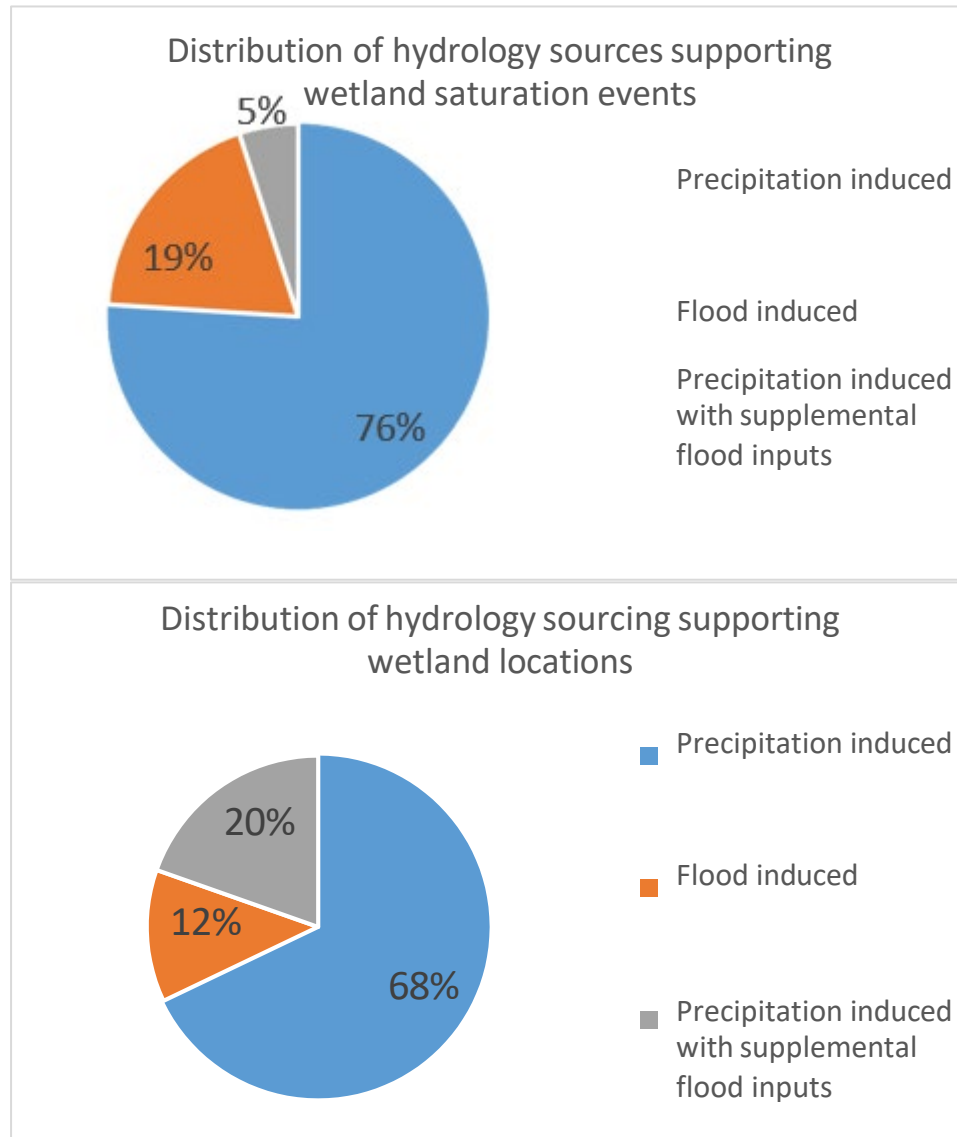 Distribution of hydrology sources supporting
wetland saturation events
5%
19%
76%
Precipitation induced
Flood induced
Precipitation induced
with supplemental
flood inputs
Distribution of hydrology sourcing supporting
wetland locations
20%
12%
68%
Precipitation induced
Flood induced
Precipitation induced
with supplemental
flood inputs